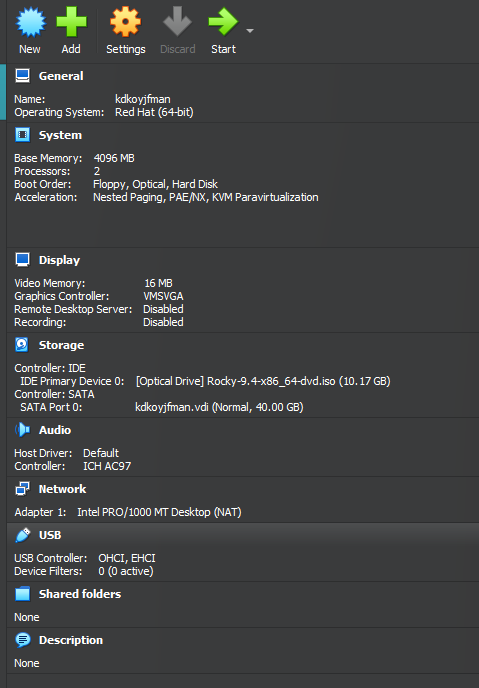 New Add Settings Discard Start
General
Name: kdkoyjfman
Operating System: Red Hat (64-bit)
System
Base Memory: 4096 MB
Processors: 2
Boot Order: Floppy, Optical, Hard Disk
Acceleration: Nested Paging, PAE/NX, KVM Paravirtualization
Display
Video Memory: 16 MB
Graphics Controller: VMSVGA
Remote Desktop Server: Disabled
Recording: Disabled
Storage
Controller: IDE
IDE Primary Device 0: [Optical Drive] Rocky-9.4-x86_64-dvd.iso (10.17 GB)
Controller: SATA
SATA Port 0: kdkoyjfman.vdi (Normal, 40.00 GB)
Audio
Host Driver: Default
Controller: ICH AC97
Network
Adapter 1: Intel PRO/1000 MT Desktop (NAT)
USB
USB Controller: OHCI, EHCI
Device Filters: 0 (0 active)
Shared folders
None
Description
None